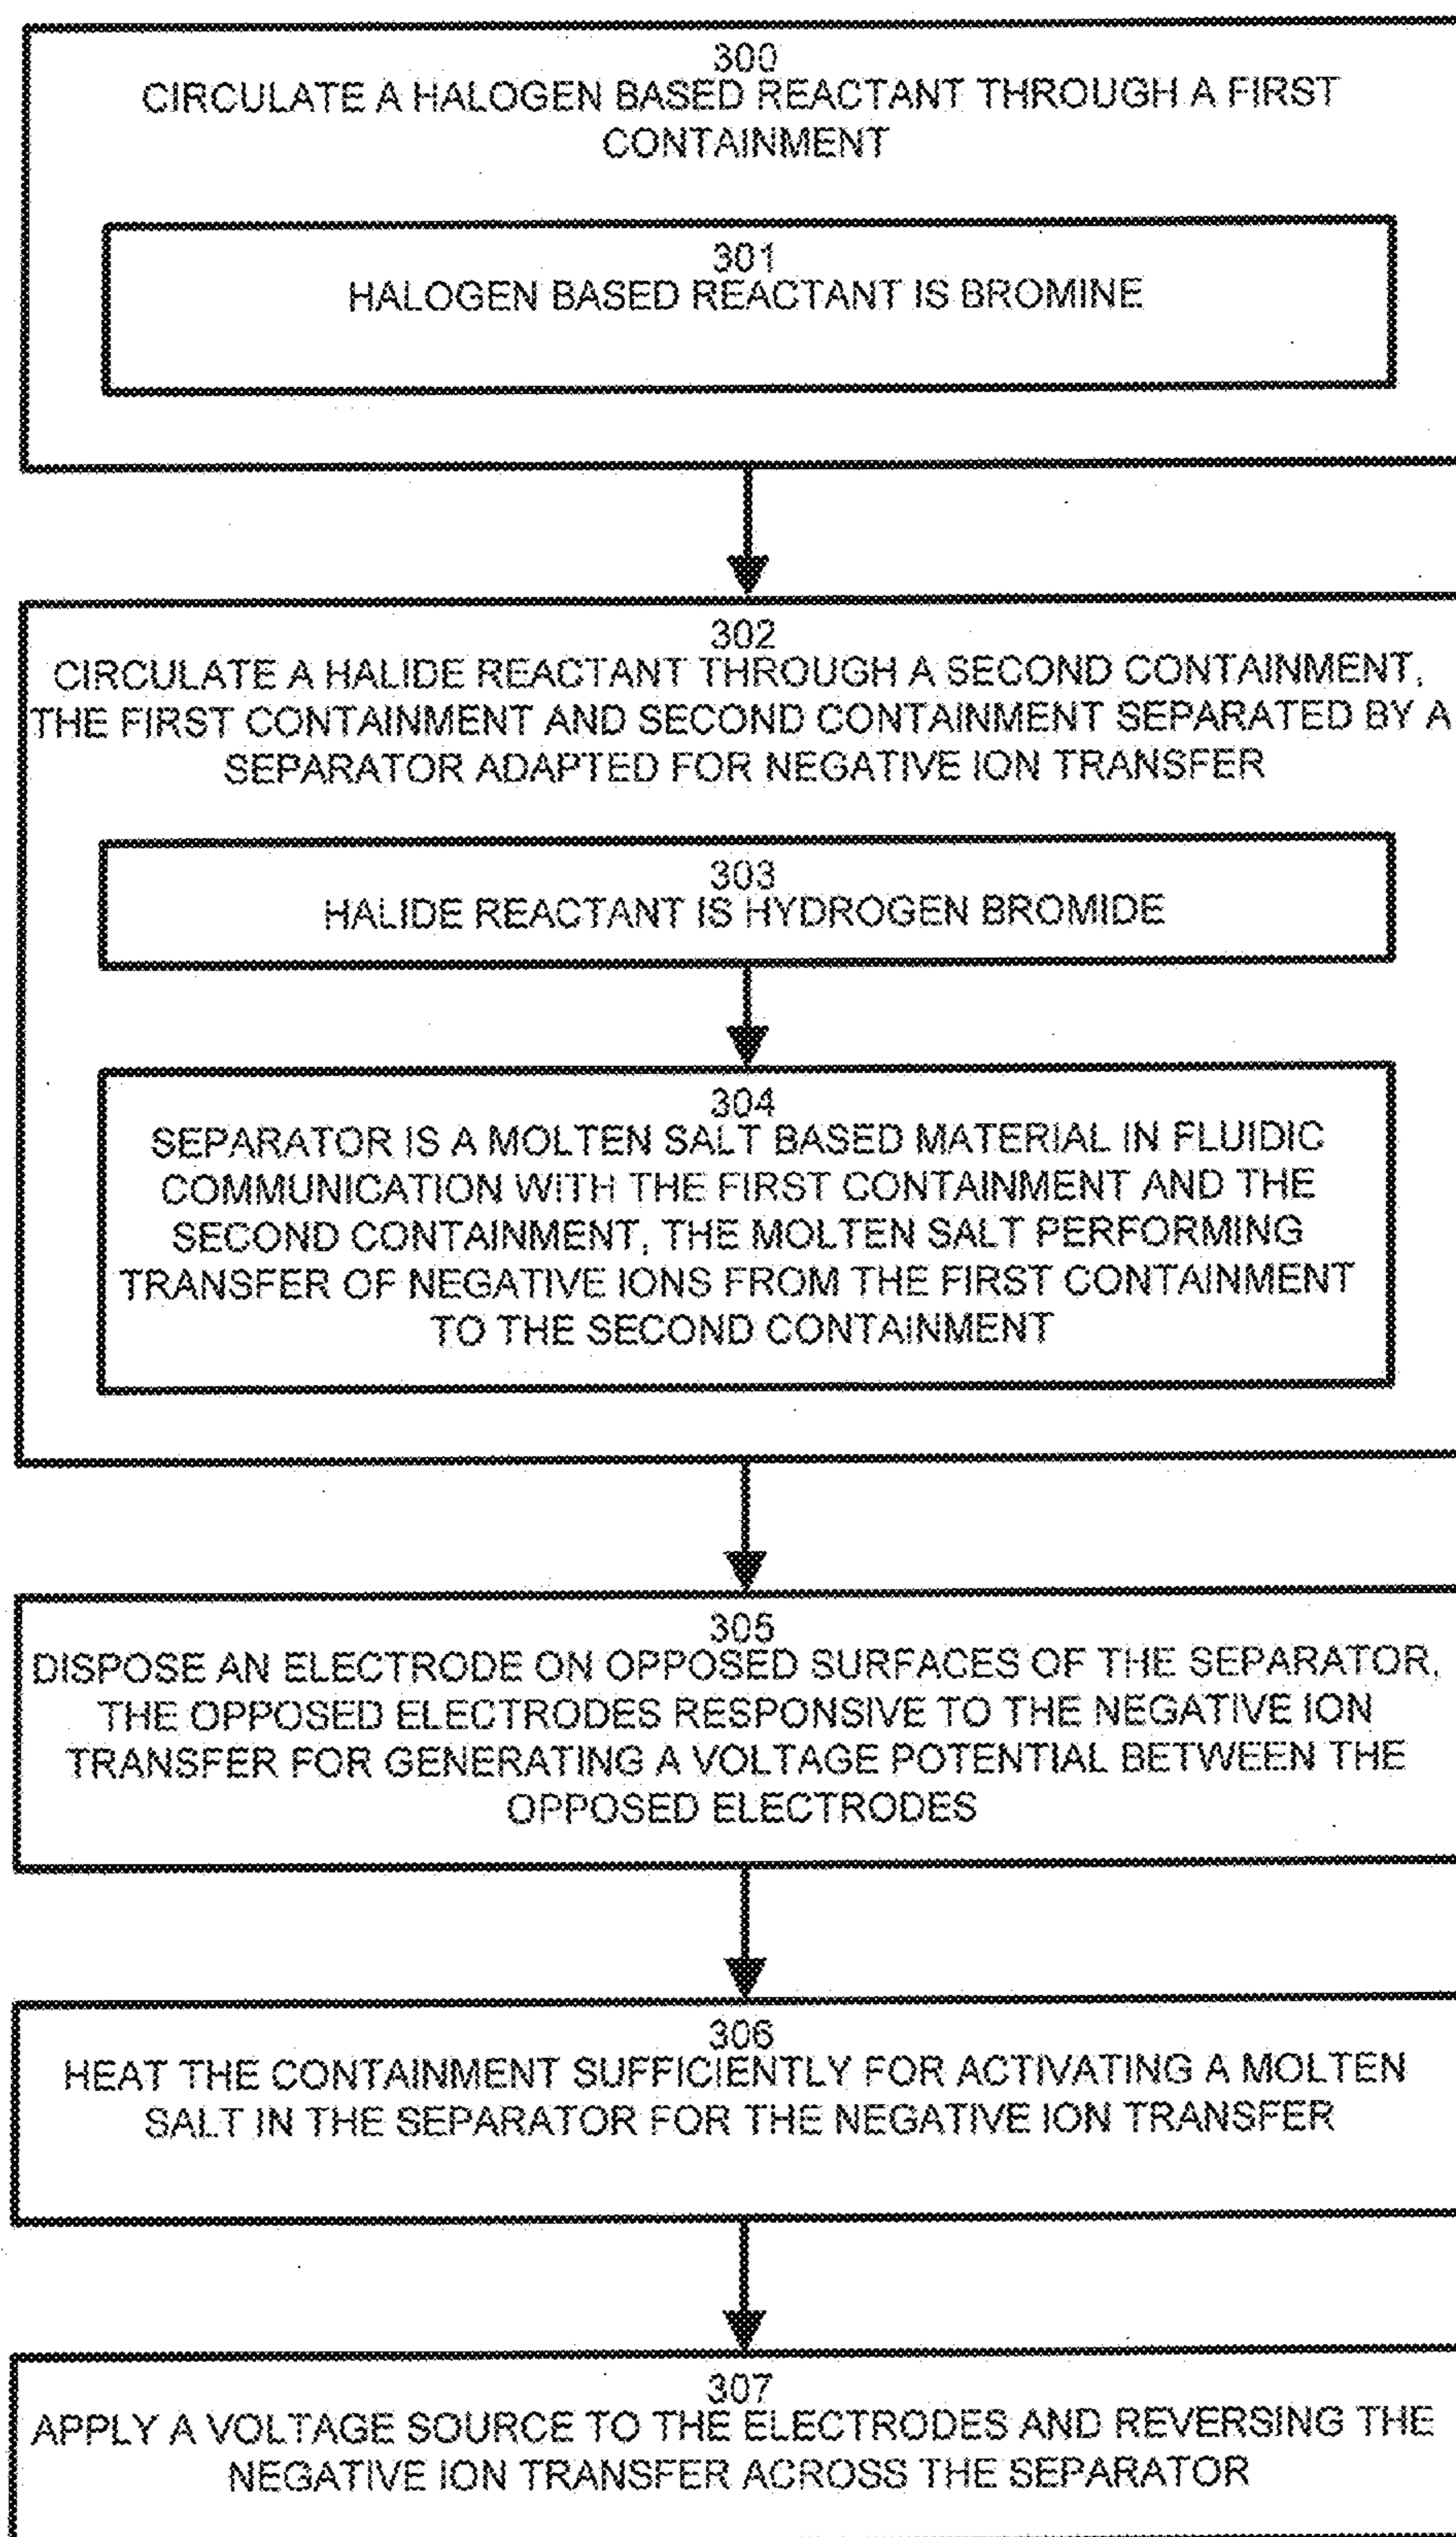 300
CIRCULATE A HALOGEN BASED REACTANT THROUGH A FIRST
CONTAINMENT
301
HALOGEN BASED REACTANT IS BROMINE
302
CIRCULATE A HALIDE REACTANT THROUGH A SECOND CONTAINMENT,
THE FIRST CONTAINMENT AND SECOND CONTAINMENT SEPARATED BY A
SEPARATOR ADAPTED FOR NEGATIVE ION TRANSFER
303
HALIDE REACTANT IS HYDROGEN BROMIDE
304
SEPARATOR IS A MOLTEN SALT BASED MATERIAL IN FLUIDIC
COMMUNICATION WITH THE FIRST CONTAINMENT AND THE
SECOND CONTAINMENT, THE MOLTEN SALT PERFORMING
TRANSFER OF NEGATIVE IONS FROM THE FIRST CONTAINMENT
TO THE SECOND CONTAINMENT
305
DISPOSE AN ELECTRODE ON OPPOSED SURFACES OF THE SEPARATOR,
THE OPPOSED ELECTRODES RESPONSIVE TO THE NEGATIVE ION
TRANSFER FOR GENERATING A VOLTAGE POTENTIAL BETWEEN THE
OPPOSED ELECTRODES
306
HEAT THE CONTAINMENT SUFFICIENTLY FOR ACTIVATING A MOLTEN
SALT IN THE SEPARATOR FOR THE NEGATIVE ION TRANSFER
307
APPLY A VOLTAGE SOURCE TO THE ELECTRODES AND REVERSING THE
NEGATIVE ION TRANSFER ACROSS THE SEPARATOR